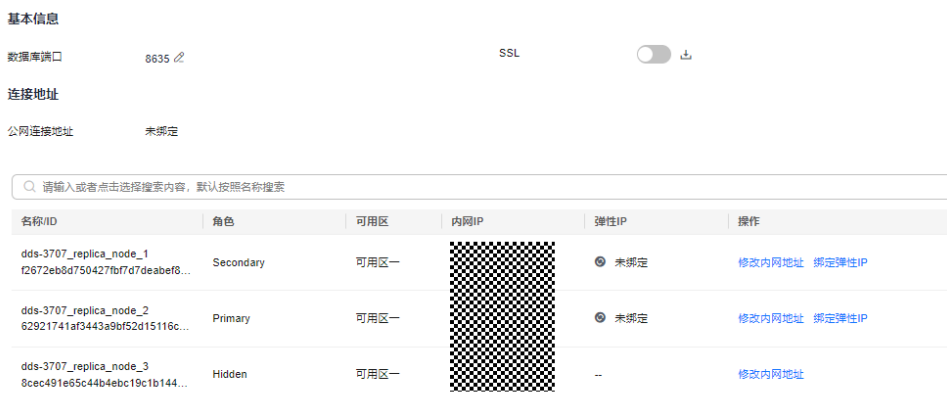 基本信息
数据库端口 8635 SSL
连接地址
公网连接地址 未绑定
请输入或者点击选择搜索内容，默认按照名称搜索
名称/ID 角色 可用区 内网IP 弹性IP 操作
dds-3707_replica_node_1
f2672eb8d750427fbf7d7deabef8... Secondary 可用区一 未绑定 修改内网地址 绑定弹性IP
dds-3707_replica_node_2
62921741af3443a9bf52d15116c... Primary 可用区一 未绑定 修改内网地址 绑定弹性IP
dds-3707_replica_node_3
8cec491e65c44b4ebc19c1b144... Hidden 可用区一 -- 修改内网地址